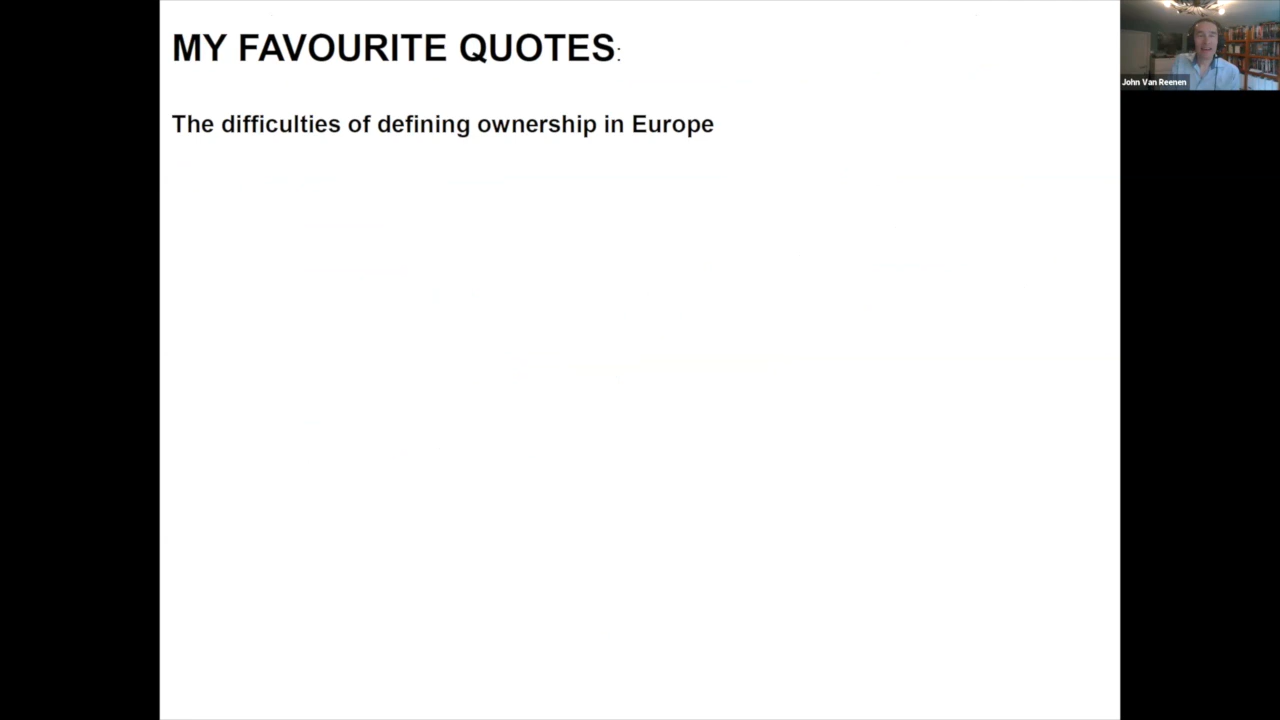 MY FAVOURITE QUOTES:
John Van Reenen
The difficulties of defining ownership in Europe